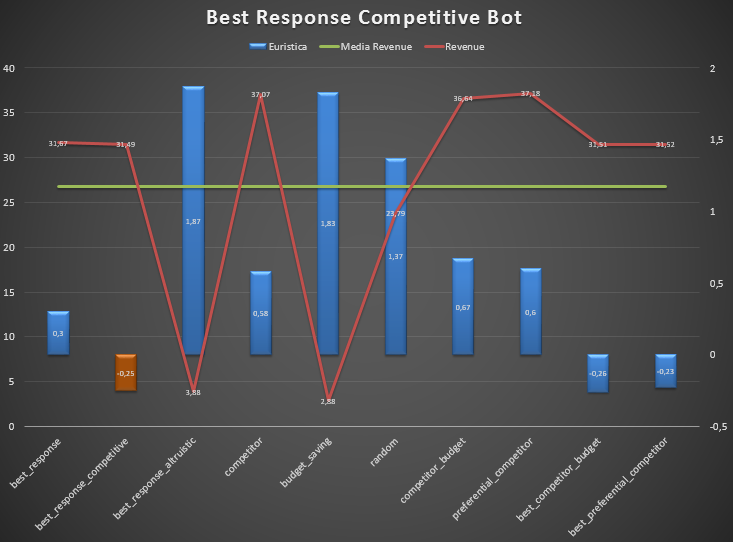 Best Response Competitive Bot
Euristica Media Revenue Revenue
40
35
30
25
20
15
10
5
0
2
1,5
1
0,5
0
-0,5
31,67
31,49
3,88
37,07
2,88
23,79
36,64
37,18
31,51
31,52
0,3
-0,25
1,87
0,58
1,83
1,37
0,67
0,6
-0,26
-0,23
best_response
best_response_competitive
best_response_altruistic
competitor
budget_saving
random
competitor_budget
preferential_competitor
best_competitor_budget
best_preferential_competitor